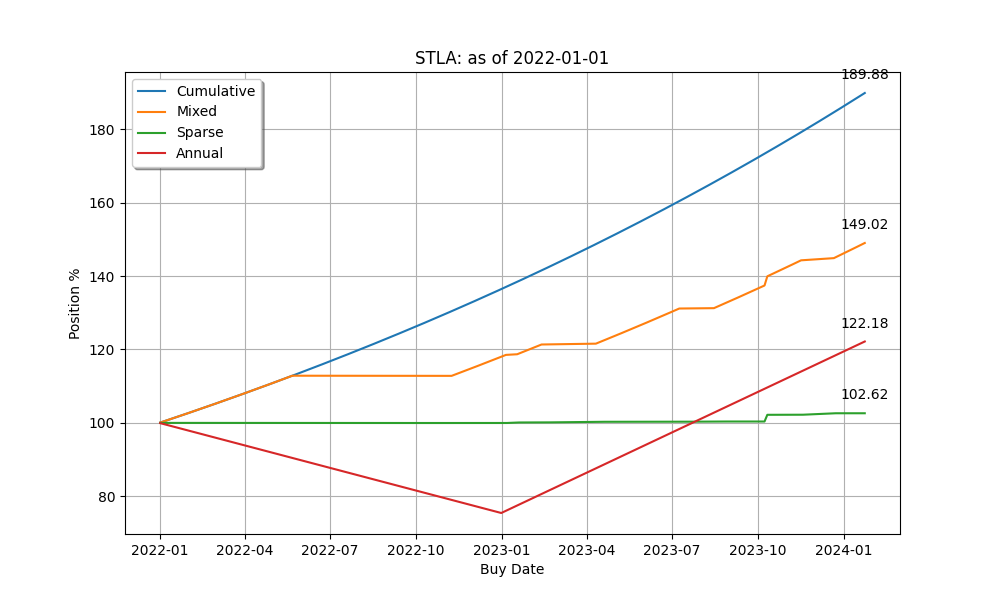 STLA: as of 2022-01-01
189.88
Cumulative
Mixed
Sparse
Annual
180
160
149.02
140
122.18
120
102.62
100
80
Position %
2022-01 2022-04 2022-07 2022-10 2023-01 2023-04 2023-07 2023-10 2024-01
Buy Date